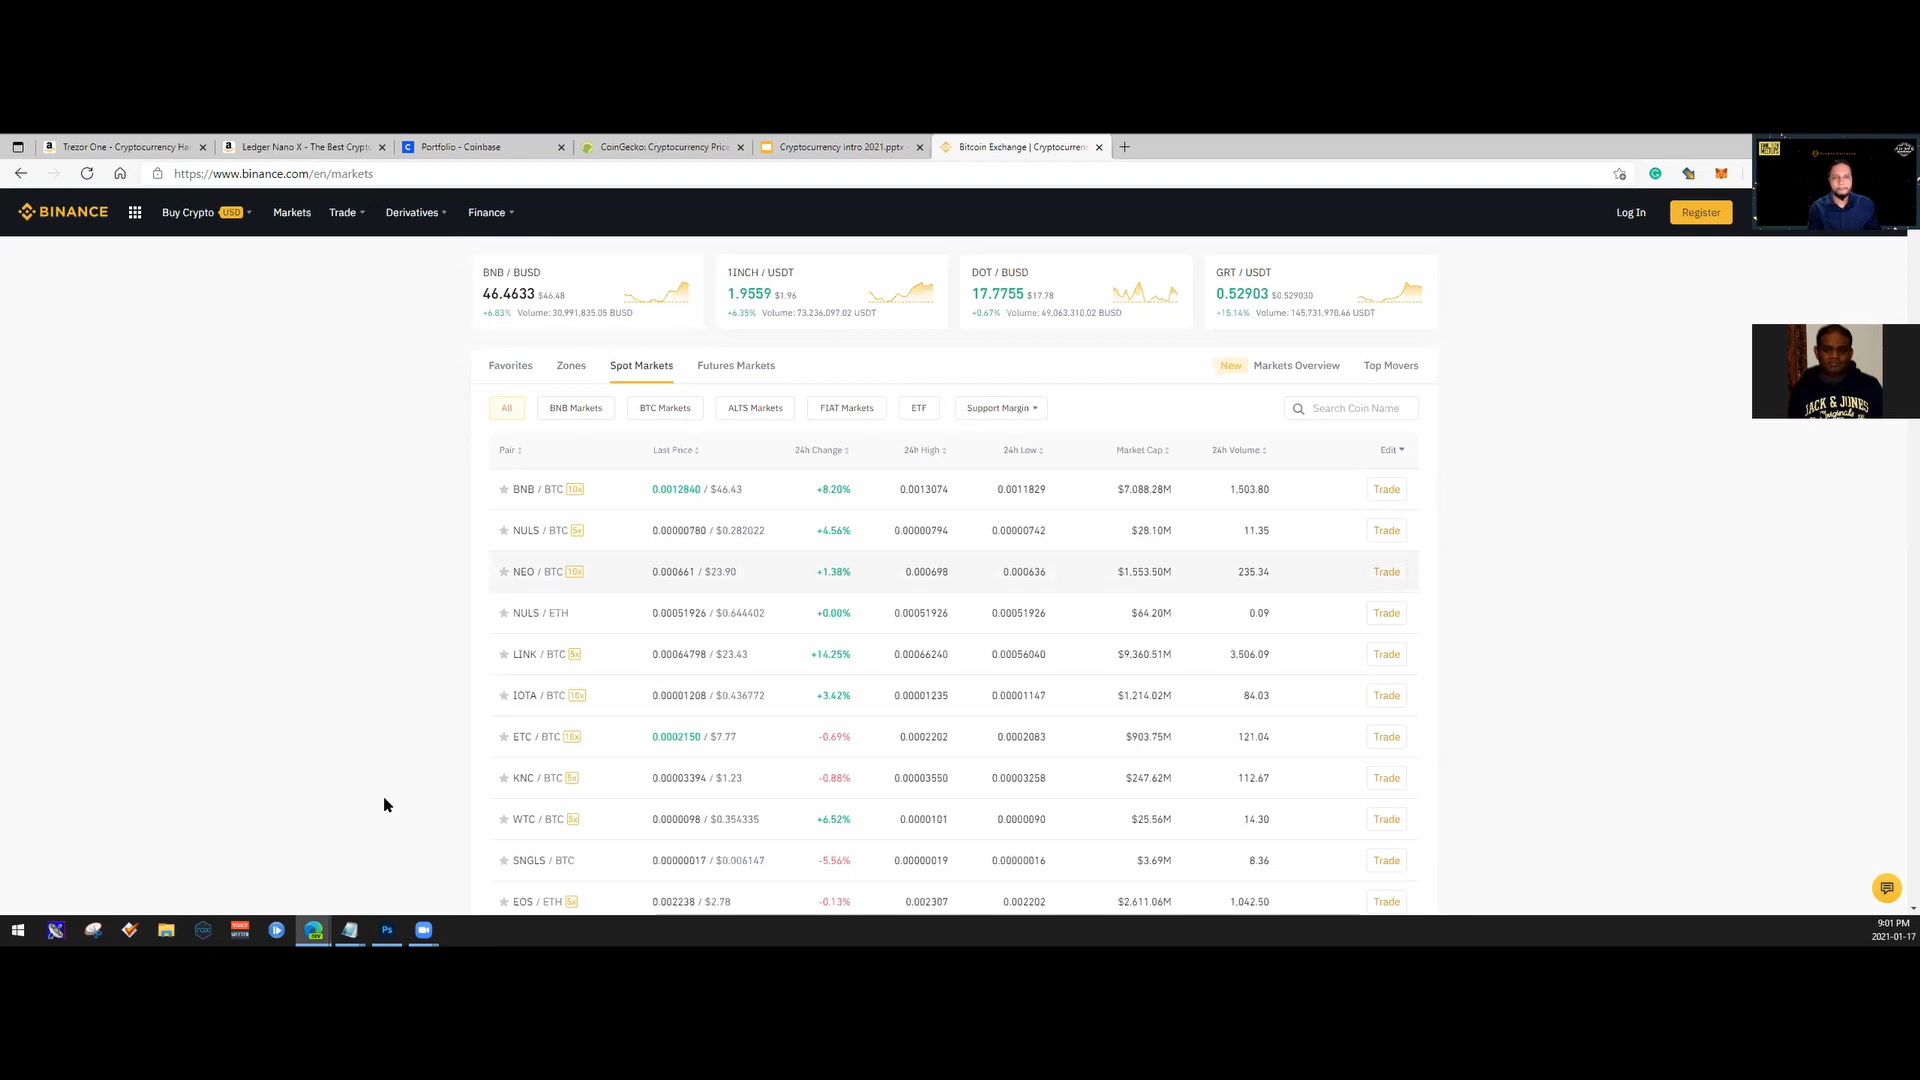 Trezor One - Cryptocurrency Ha
Ledger Nano X - The Best Crypto
Portfolio - Coinbase
CoinGecko: Cryptocurrency Price
Cryptocurrency Intro 2021.pptx -
Bitcoin Exchange | Cryptocurrenc
https://www.binance.com/en/markets
BINANCE Buy Crypto USD Markets Trade Derivatives Finance Log In Register
BNB / BUSD
46.4633 $46.48
+6.83% Volume: 30,991,835.05 BUSD
1INCH / USDT
1.9559 $1.96
+6.35% Volume: 73,236,097.02 USDT
DOT / BUSD
17.7755 $17.78
+0.67% Volume: 49,063,310.02 BUSD
GRT / USDT
0.52903 $0.529030
+15.14% Volume: 145,731,970.46 USDT
Favorites Zones Spot Markets Futures Markets New Markets Overview Top Movers
All BNB Markets BTC Markets ALTS Markets FIAT Markets ETF Support Margin Search Coin Name
Pair Last Price 24h Change 24h High 24h Low Market Cap 24h Volume Edit
BNB / BTC 10x 0.0012840 / $46.43 +8.20% 0.0013074 0.0011829 $7,088.28M 1,503.80 Trade
NULS / BTC 5x 0.00000780 / $0.282022 +4.56% 0.00000794 0.00000742 $28.10M 11.35 Trade
NEO / BTC 10x 0.000661 / $23.90 +1.38% 0.000698 0.000636 $1,553.50M 235.34 Trade
NULS / ETH 0.00051926 / $0.644402 +0.00% 0.00051926 0.00051926 $64.20M 0.09 Trade
LINK / BTC 5x 0.00064798 / $23.43 +14.25% 0.00066240 0.00056040 $9,360.51M 3,506.09 Trade
IOTA / BTC 10x 0.00001208 / $0.436772 +3.42% 0.00001235 0.00001147 $1,214.02M 84.03 Trade
ETC / BTC 10x 0.0002150 / $7.77 -0.69% 0.0002202 0.0002083 $903.75M 121.04 Trade
KNC / BTC 5x 0.00003394 / $1.23 -0.88% 0.00003550 0.00003258 $247.62M 112.67 Trade
WTC / BTC 5x 0.0000098 / $0.354335 +6.52% 0.0000101 0.0000090 $25.56M 14.30 Trade
SNGLS / BTC 0.00000017 / $0.006147 -5.56% 0.00000019 0.00000016 $3.69M 8.36 Trade
EOS / ETH 5x 0.002238 / $2.78 -0.13% 0.002307 0.002202 $2,611.06M 1,042.50 Trade
JACK & JONES
Originals
Ps
9:01 PM
2021-01-17